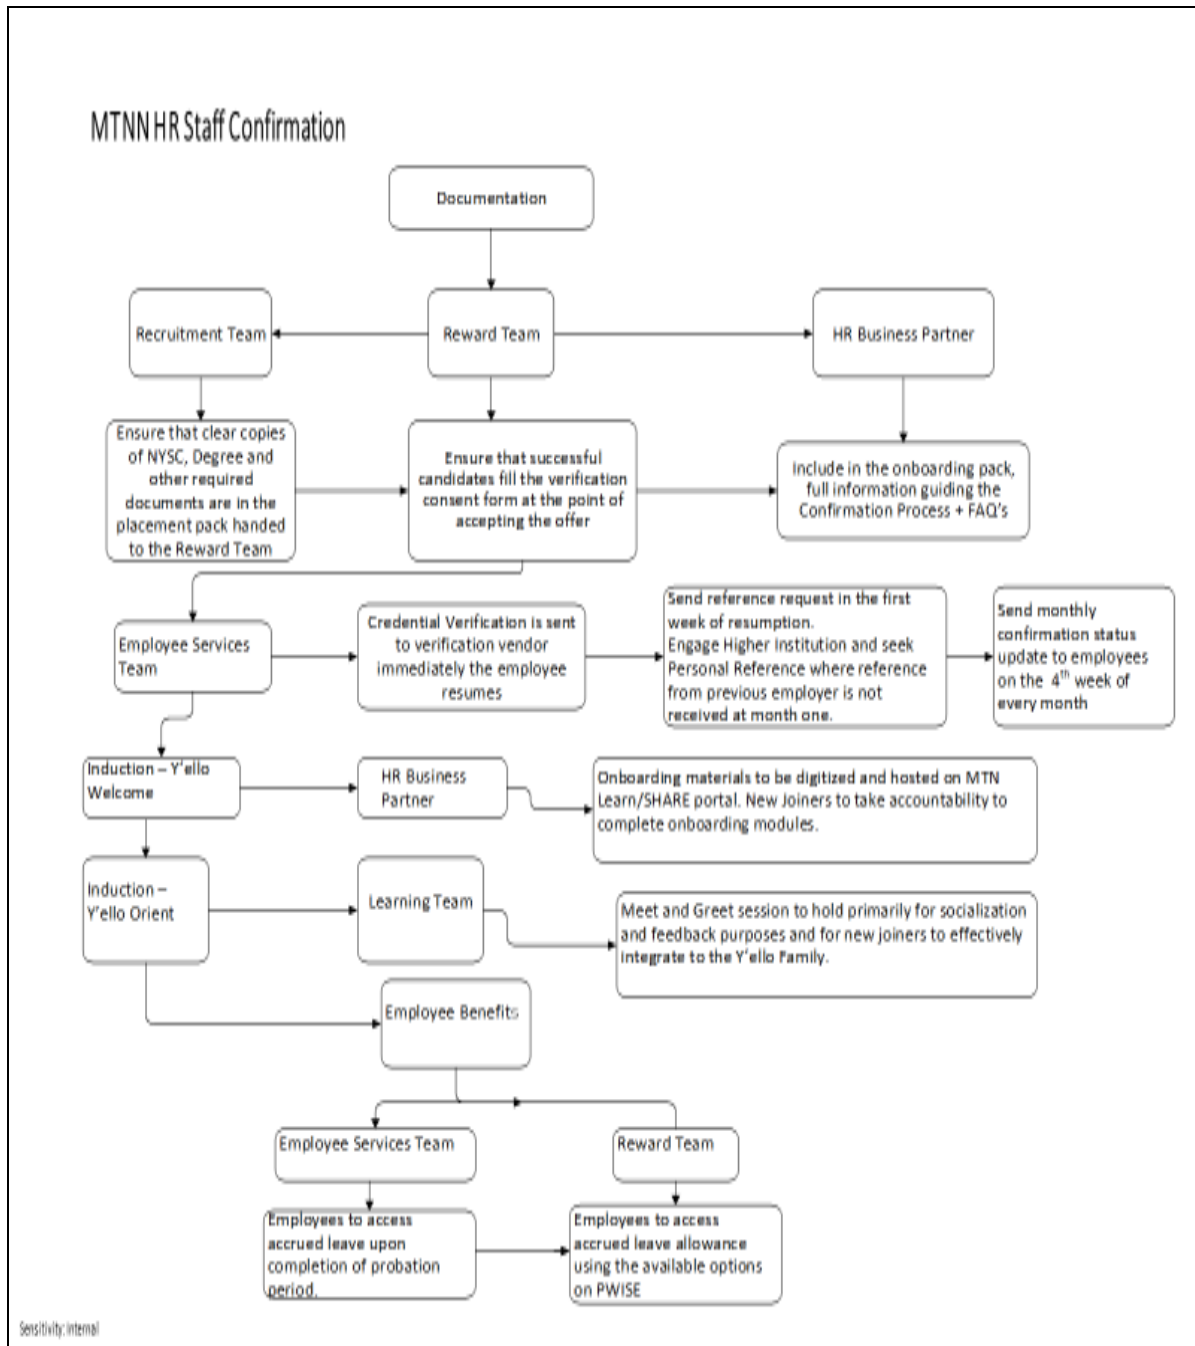 MTNN HR Staff Confirmation
Documentation
Recruitment Team
Reward Team
HR Business Partner
Ensure that clear copies
of NYSC, Degree and
other required
documents are in the
placement pack handed
to the Reward Team
Ensure that successful
candidates fill the verification
consent form at the point of
accepting the offer
Include in the onboarding pack,
full information guiding the
Confirmation Process + FAQ's
Employee Services
Team
Credential Verification is sent
to verification vendor
immediately the employee
resumes
Send reference request in the first
week of resumption.
Engage Higher Institution and seek
Personal Reference where reference
from previous employer is not
received at month one.
Send monthly
confirmation status
update to employees
on the 4th week of
every month
Induction – Y'ello
Welcome
HR Business
Partner
Onboarding materials to be digitized and hosted on MTN
Learn/SHARE portal. New Joiners to take accountability to
complete onboarding modules.
Induction –
Y'ello Orient
Learning Team
Meet and Greet session to hold primarily for socialization
and feedback purposes and for new joiners to effectively
integrate to the Y'ello Family.
Employee Benefits
Employee Services Team
Reward Team
Employees to access
accrued leave upon
completion of probation
period.
Employees to access
accrued leave allowance
using the available options
on PWISE
Sensitivity: Internal